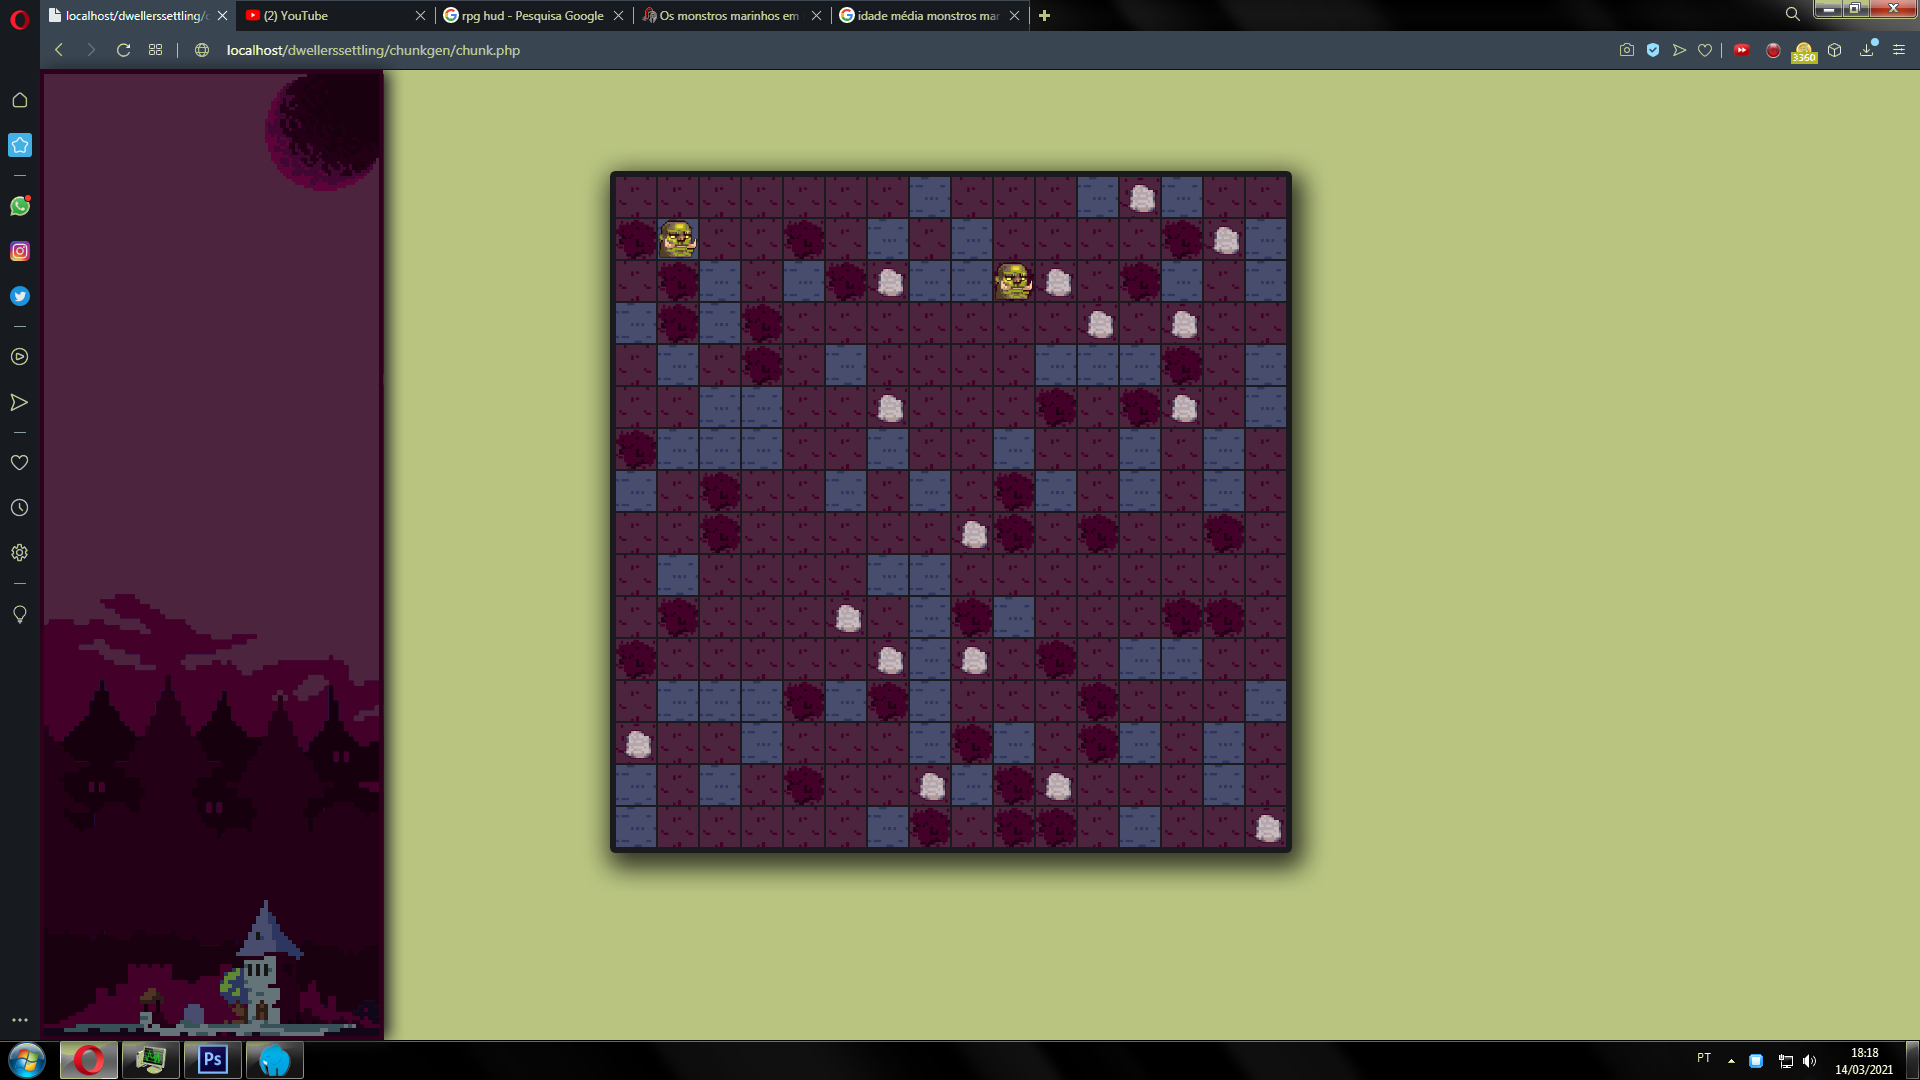 localhost/dwellerssettling/c
(2) YouTube
rpg hud - Pesquisa Google
Os monstros marinhos em
idade média monstros mar
localhost/dwellerssettling/chunkgen/chunk.php
3360
Ps
PT
18:18
14/03/2021